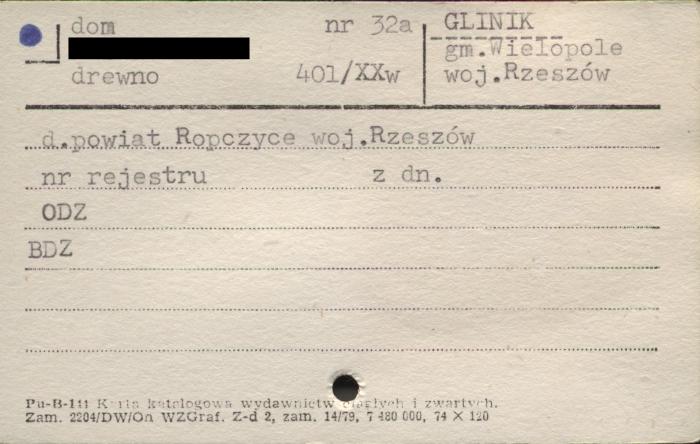 dom nr 32a
drewno 401/XXw
GLINIK
gm.Wielopole
woj.Rzeszów
d.powiat Ropczyce woj.Rzeszów
nr rejestru z dn.
ODZ
BDZ
Pu-B-111 Karta katalogowa wydawnictw ciągłych i zwartych.
Zam. 2204/DW/On WZGraf. Z-d 2, zam. 14/79, 7 480 000, 74 × 120